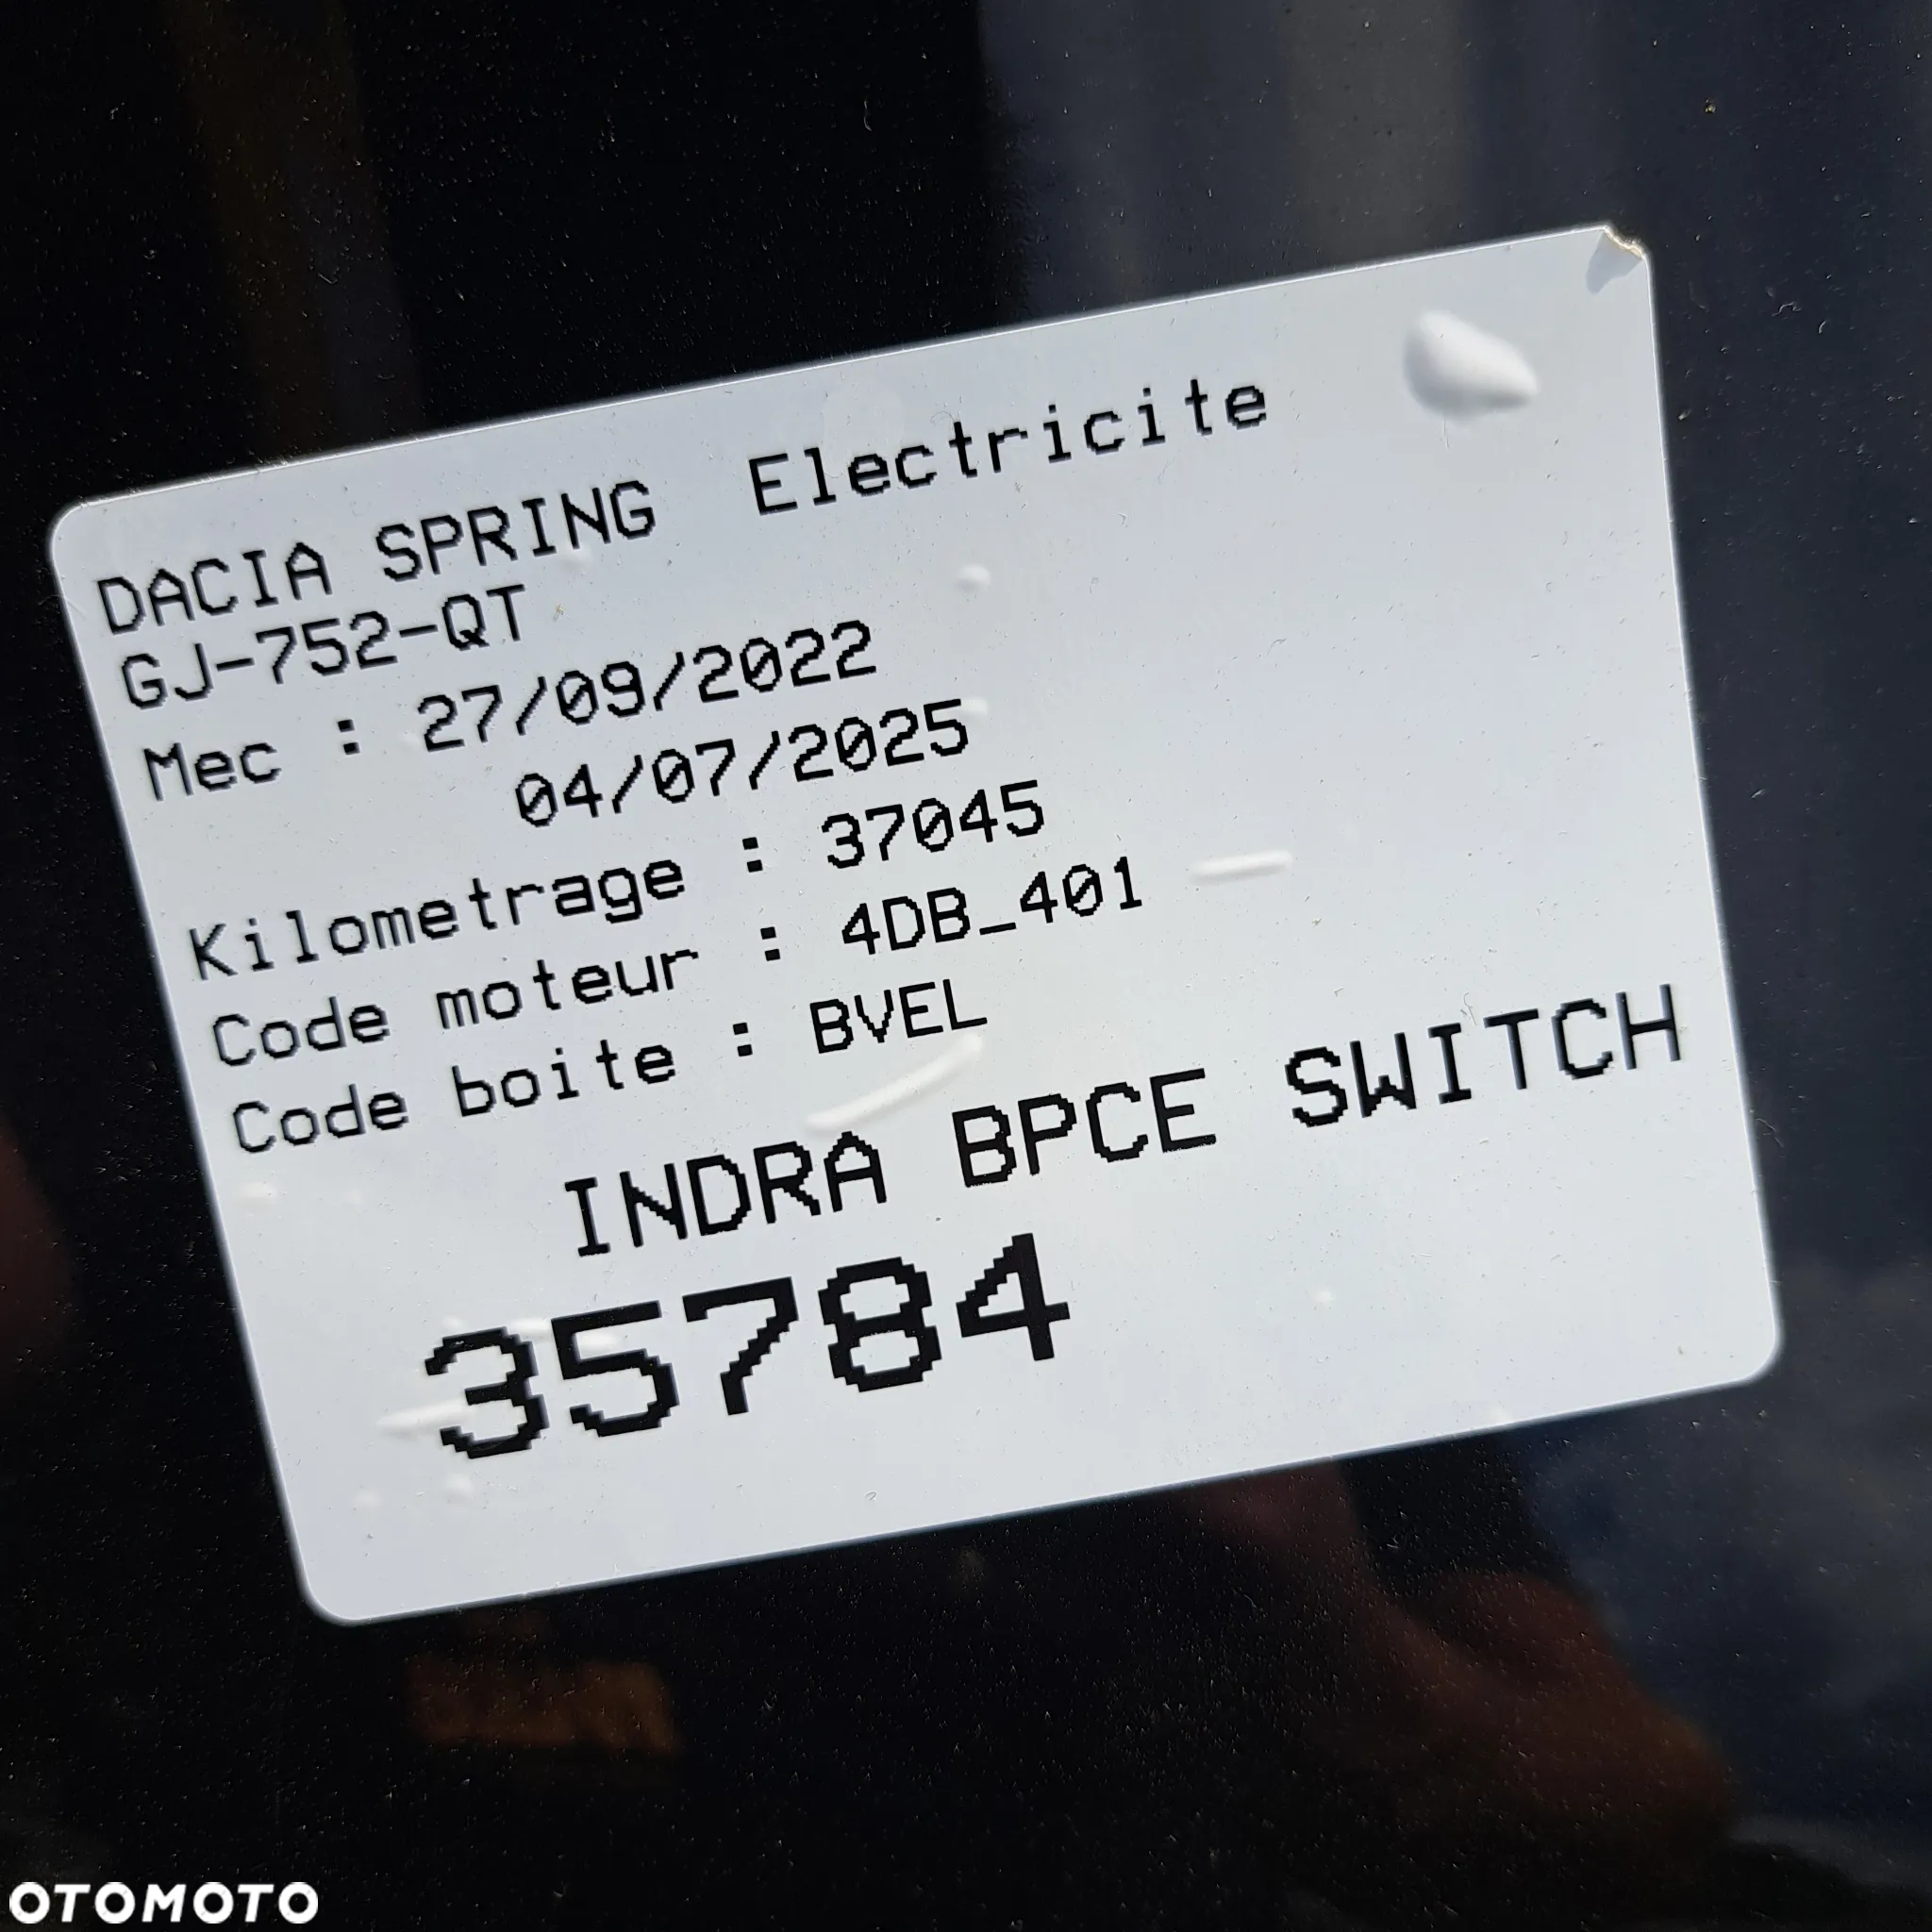 DACIA SPRING Electricite
GJ-752-QT
Mec : 27/09/2022
04/07/2025
Kilometrage : 37045
Code moteur : 4DB_401
Code boite : BVEL
INDRA BPCE SWITCH
35784
OTOMOTO